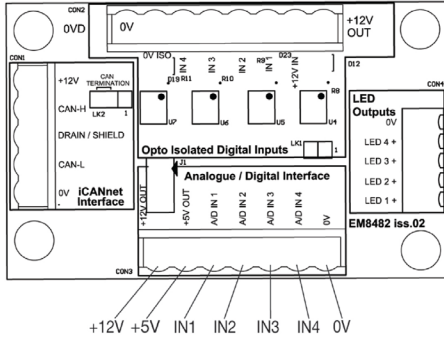 CON2
0VD
0V
+12V
OUT
CON1
0V ISO
IN 4
IN 3
IN 2
IN 1
+12V IN
D19
R11
R10
R9
D23
R8
D12
U7
U6
U5
U4
+12V
CAN
TERMINATION
CAN-H
LK2
1
DRAIN / SHIELD
CAN-L
0V
iCANnet
Interface
Opto Isolated Digital Inputs
LK1
1
CON4
LED
Outputs
0V
LED 4 +
LED 3 +
LED 2 +
LED 1 +
J1
Analogue / Digital Interface
+12V OUT
+5V OUT
A/D IN 1
A/D IN 2
A/D IN 3
A/D IN 4
0V
EM8482 iss.02
CON3
+12V +5V IN1 IN2 IN3 IN4 0V